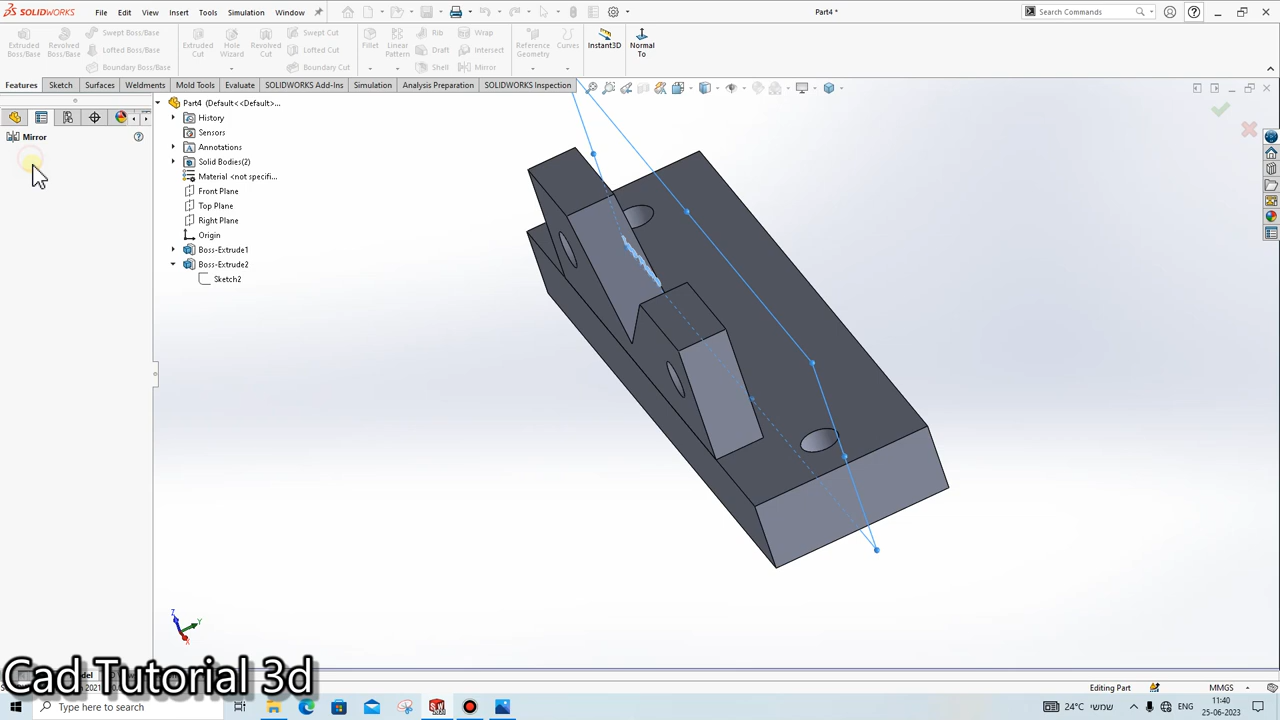 SOLIDWORKS File Edit View Insert Tools Simulation Window Part4 * Search Commands
Extruded Boss/Base Revolved Boss/Base Swept Boss/Base Lofted Boss/Base Boundary Boss/Base Extruded Cut Hole Wizard Revolved Cut Swept Cut Lofted Cut Boundary Cut Fillet Linear Pattern Rib Draft Shell Wrap Intersect Mirror Reference Geometry Curves Instant3D Normal To
Features Sketch Surfaces Weldments Mold Tools Evaluate SOLIDWORKS Add-Ins Simulation Analysis Preparation SOLIDWORKS Inspection
Part4 (Default<<Default>...
History
Mirror
Sensors
Annotations
Solid Bodies(2)
Material <not specifi...
Front Plane
Top Plane
Right Plane
Origin
Boss-Extrude1
Boss-Extrude2
Sketch2
Z
Y
X
Cad Tutorial 3d
Editing Part MMGS
Type here to search
24°C ENG 11:40
25-06-2023